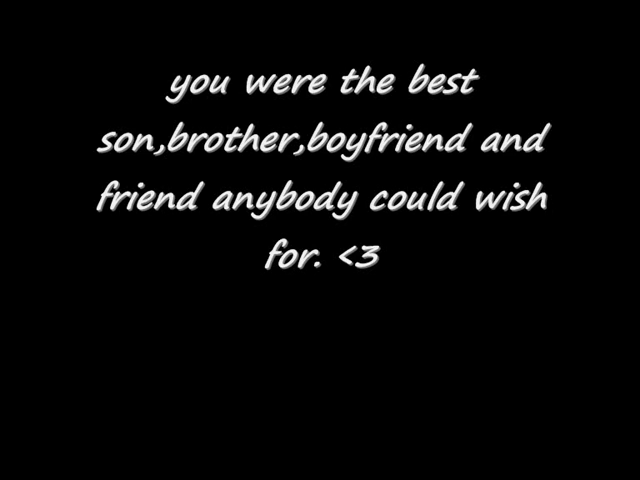 you were the best
son,brother,boyfriend and
friend anybody could wish
for. <3